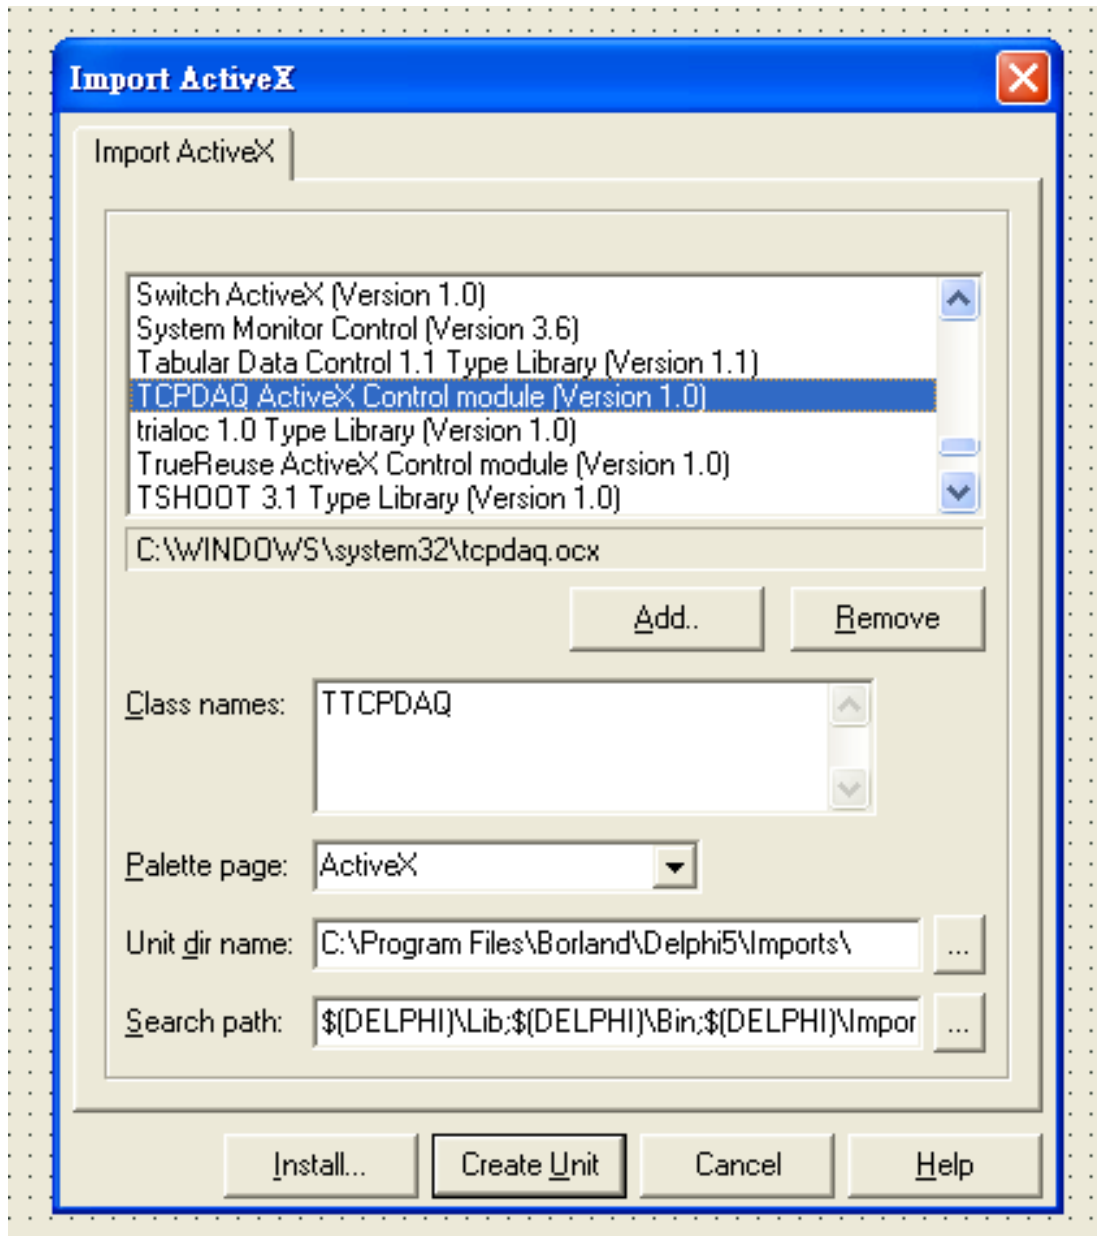 Import ActiveX
Import ActiveX
Switch ActiveX (Version 1.0)
System Monitor Control (Version 3.6)
Tabular Data Control 1.1 Type Library (Version 1.1)
TCPDAQ ActiveX Control module (Version 1.0)
trialoc 1.0 Type Library (Version 1.0)
TrueReuse ActiveX Control module (Version 1.0)
TSHOOT 3.1 Type Library (Version 1.0)
C:\WINDOWS\system32\tcpdaq.ocx
Add.. Remove
Class names: TTCPDAQ
Palette page: ActiveX
Unit dir name: C:\Program Files\Borland\Delphi5\Imports\ ...
Search path: $(DELPHI)\Lib;$(DELPHI)\Bin;$(DELPHI)\Impor ...
Install... Create Unit Cancel Help